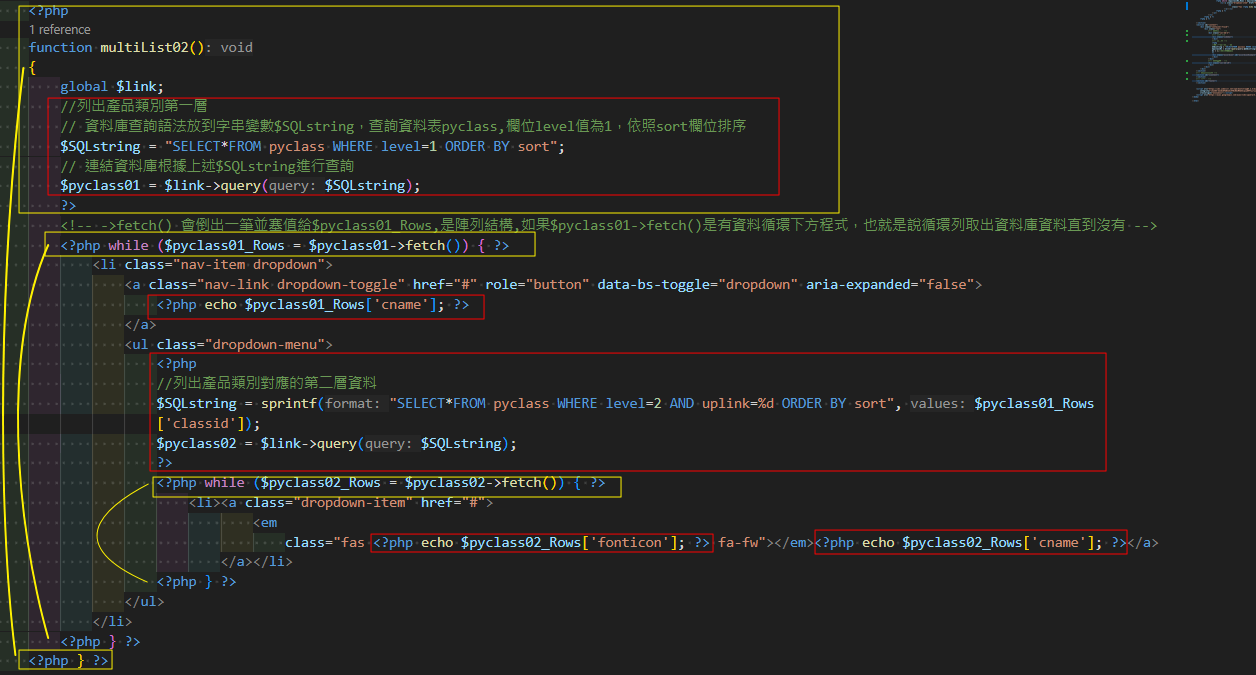 <?php
1 reference
function multiList02(): void
{
global $link;
//列出產品類別第一層
// 資料庫查詢語法放到字串變數$SQLstring，查詢資料表pyclass,欄位level值為1，依照sort欄位排序
$SQLstring = "SELECT*FROM pyclass WHERE level=1 ORDER BY sort";
// 連結資料庫根據上述$SQLstring進行查詢
$pyclass01 = $link->query(query: $SQLstring);
?>
<!-- ->fetch() 會倒出一筆並塞值給$pyclass01_Rows,是陣列結構,如果$pyclass01->fetch()是有資料循環下方程式，也就是說循環列取出資料庫資料直到沒有 -->
<?php while ($pyclass01_Rows = $pyclass01->fetch()) { ?>
<li class="nav-item dropdown">
<a class="nav-link dropdown-toggle" href="#" role="button" data-bs-toggle="dropdown" aria-expanded="false">
<?php echo $pyclass01_Rows['cname']; ?>
</a>
<ul class="dropdown-menu">
<?php
//列出產品類別對應的第二層資料
$SQLstring = sprintf(format: "SELECT*FROM pyclass WHERE level=2 AND uplink=%d ORDER BY sort", values: $pyclass01_Rows
['classid']);
$pyclass02 = $link->query(query: $SQLstring);
?>
<?php while ($pyclass02_Rows = $pyclass02->fetch()) { ?>
<li><a class="dropdown-item" href="#">
<em
class="fas <?php echo $pyclass02_Rows['fonticon']; ?> fa-fw"></em><?php echo $pyclass02_Rows['cname']; ?></a>
</a></li>
<?php } ?>
</ul>
</li>
<?php } ?>
<?php } ?>